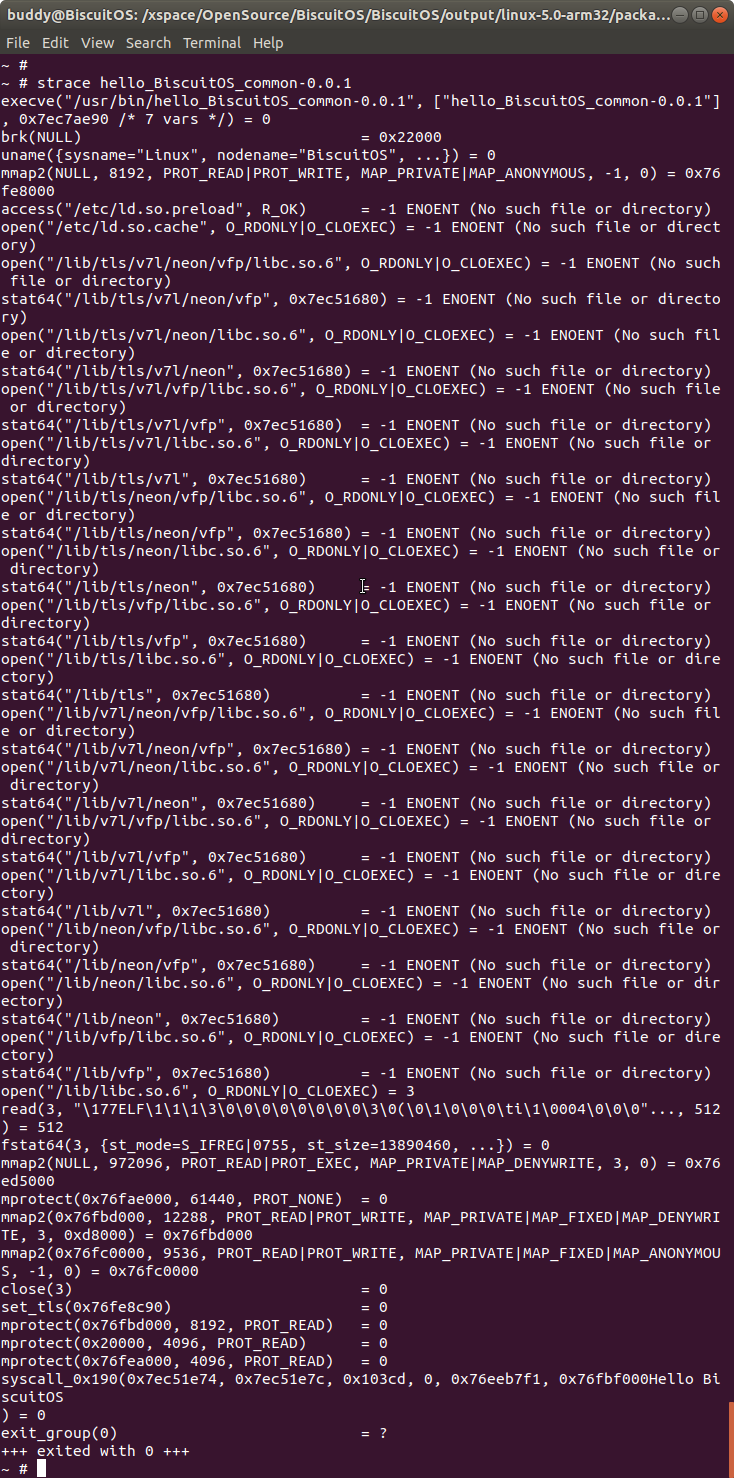 buddy@BiscuitOS: /xspace/OpenSource/BiscuitOS/BiscuitOS/output/linux-5.0-arm32/packa...
File Edit View Search Terminal Help
~ #
~ # strace hello_BiscuitOS_common-0.0.1
execve("/usr/bin/hello_BiscuitOS_common-0.0.1", ["hello_BiscuitOS_common-0.0.1"]
, 0x7ec7ae90 /* 7 vars */) = 0
brk(NULL)                               = 0x22000
uname({sysname="Linux", nodename="BiscuitOS", ...}) = 0
mmap2(NULL, 8192, PROT_READ|PROT_WRITE, MAP_PRIVATE|MAP_ANONYMOUS, -1, 0) = 0x76
fe8000
access("/etc/ld.so.preload", R_OK)      = -1 ENOENT (No such file or directory)
open("/etc/ld.so.cache", O_RDONLY|O_CLOEXEC) = -1 ENOENT (No such file or direct
ory)
open("/lib/tls/v7l/neon/vfp/libc.so.6", O_RDONLY|O_CLOEXEC) = -1 ENOENT (No such
 file or directory)
stat64("/lib/tls/v7l/neon/vfp", 0x7ec51680) = -1 ENOENT (No such file or directo
ry)
open("/lib/tls/v7l/neon/libc.so.6", O_RDONLY|O_CLOEXEC) = -1 ENOENT (No such fil
e or directory)
stat64("/lib/tls/v7l/neon", 0x7ec51680) = -1 ENOENT (No such file or directory)
open("/lib/tls/v7l/vfp/libc.so.6", O_RDONLY|O_CLOEXEC) = -1 ENOENT (No such file
 or directory)
stat64("/lib/tls/v7l/vfp", 0x7ec51680)  = -1 ENOENT (No such file or directory)
open("/lib/tls/v7l/libc.so.6", O_RDONLY|O_CLOEXEC) = -1 ENOENT (No such file or
directory)
stat64("/lib/tls/v7l", 0x7ec51680)      = -1 ENOENT (No such file or directory)
open("/lib/tls/neon/vfp/libc.so.6", O_RDONLY|O_CLOEXEC) = -1 ENOENT (No such fil
e or directory)
stat64("/lib/tls/neon/vfp", 0x7ec51680) = -1 ENOENT (No such file or directory)
open("/lib/tls/neon/libc.so.6", O_RDONLY|O_CLOEXEC) = -1 ENOENT (No such file or
 directory)
stat64("/lib/tls/neon", 0x7ec51680)     = -1 ENOENT (No such file or directory)
open("/lib/tls/vfp/libc.so.6", O_RDONLY|O_CLOEXEC) = -1 ENOENT (No such file or
directory)
stat64("/lib/tls/vfp", 0x7ec51680)      = -1 ENOENT (No such file or directory)
open("/lib/tls/libc.so.6", O_RDONLY|O_CLOEXEC) = -1 ENOENT (No such file or dire
ctory)
stat64("/lib/tls", 0x7ec51680)          = -1 ENOENT (No such file or directory)
open("/lib/v7l/neon/vfp/libc.so.6", O_RDONLY|O_CLOEXEC) = -1 ENOENT (No such fil
e or directory)
stat64("/lib/v7l/neon/vfp", 0x7ec51680) = -1 ENOENT (No such file or directory)
open("/lib/v7l/neon/libc.so.6", O_RDONLY|O_CLOEXEC) = -1 ENOENT (No such file or
 directory)
stat64("/lib/v7l/neon", 0x7ec51680)     = -1 ENOENT (No such file or directory)
open("/lib/v7l/vfp/libc.so.6", O_RDONLY|O_CLOEXEC) = -1 ENOENT (No such file or
directory)
stat64("/lib/v7l/vfp", 0x7ec51680)      = -1 ENOENT (No such file or directory)
open("/lib/v7l/libc.so.6", O_RDONLY|O_CLOEXEC) = -1 ENOENT (No such file or dire
ctory)
stat64("/lib/v7l", 0x7ec51680)          = -1 ENOENT (No such file or directory)
open("/lib/neon/vfp/libc.so.6", O_RDONLY|O_CLOEXEC) = -1 ENOENT (No such file or
 directory)
stat64("/lib/neon/vfp", 0x7ec51680)     = -1 ENOENT (No such file or directory)
open("/lib/neon/libc.so.6", O_RDONLY|O_CLOEXEC) = -1 ENOENT (No such file or dir
ectory)
stat64("/lib/neon", 0x7ec51680)         = -1 ENOENT (No such file or directory)
open("/lib/vfp/libc.so.6", O_RDONLY|O_CLOEXEC) = -1 ENOENT (No such file or dire
ctory)
stat64("/lib/vfp", 0x7ec51680)          = -1 ENOENT (No such file or directory)
open("/lib/libc.so.6", O_RDONLY|O_CLOEXEC) = 3
read(3, "\177ELF\1\1\1\3\0\0\0\0\0\0\0\0\3\0(\0\1\0\0\0\ti\1\0004\0\0\0"..., 512
) = 512
fstat64(3, {st_mode=S_IFREG|0755, st_size=13890460, ...}) = 0
mmap2(NULL, 972096, PROT_READ|PROT_EXEC, MAP_PRIVATE|MAP_DENYWRITE, 3, 0) = 0x76
ed5000
mprotect(0x76fae000, 61440, PROT_NONE)  = 0
mmap2(0x76fbd000, 12288, PROT_READ|PROT_WRITE, MAP_PRIVATE|MAP_FIXED|MAP_DENYWRI
TE, 3, 0xd8000) = 0x76fbd000
mmap2(0x76fc0000, 9536, PROT_READ|PROT_WRITE, MAP_PRIVATE|MAP_FIXED|MAP_ANONYMOU
S, -1, 0) = 0x76fc0000
close(3)                                = 0
set_tls(0x76fe8c90)                     = 0
mprotect(0x76fbd000, 8192, PROT_READ)   = 0
mprotect(0x20000, 4096, PROT_READ)      = 0
mprotect(0x76fea000, 4096, PROT_READ)   = 0
syscall_0x190(0x7ec51e74, 0x7ec51e7c, 0x103cd, 0, 0x76eeb7f1, 0x76fbf000Hello Bi
scuitOS
) = 0
exit_group(0)                           = ?
+++ exited with 0 +++
~ #